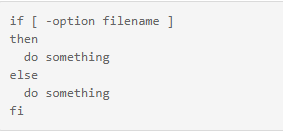 if [ -option filename ]
then
  do something
else
  do something
fi